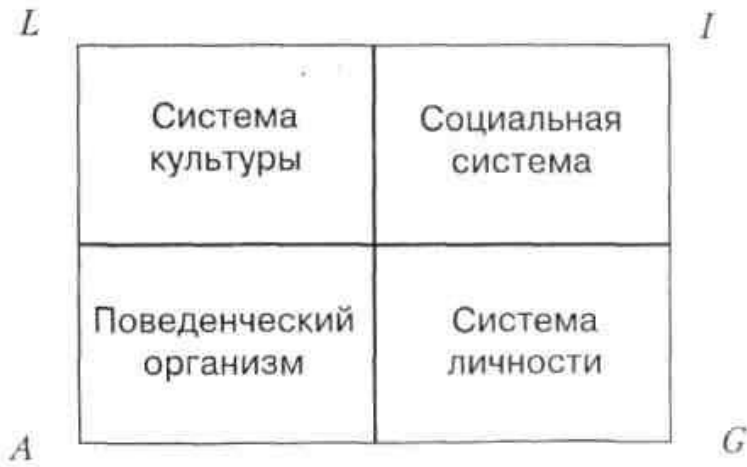 L I
Система Социальная
культуры система
Поведенческий Система
организм личности
A G